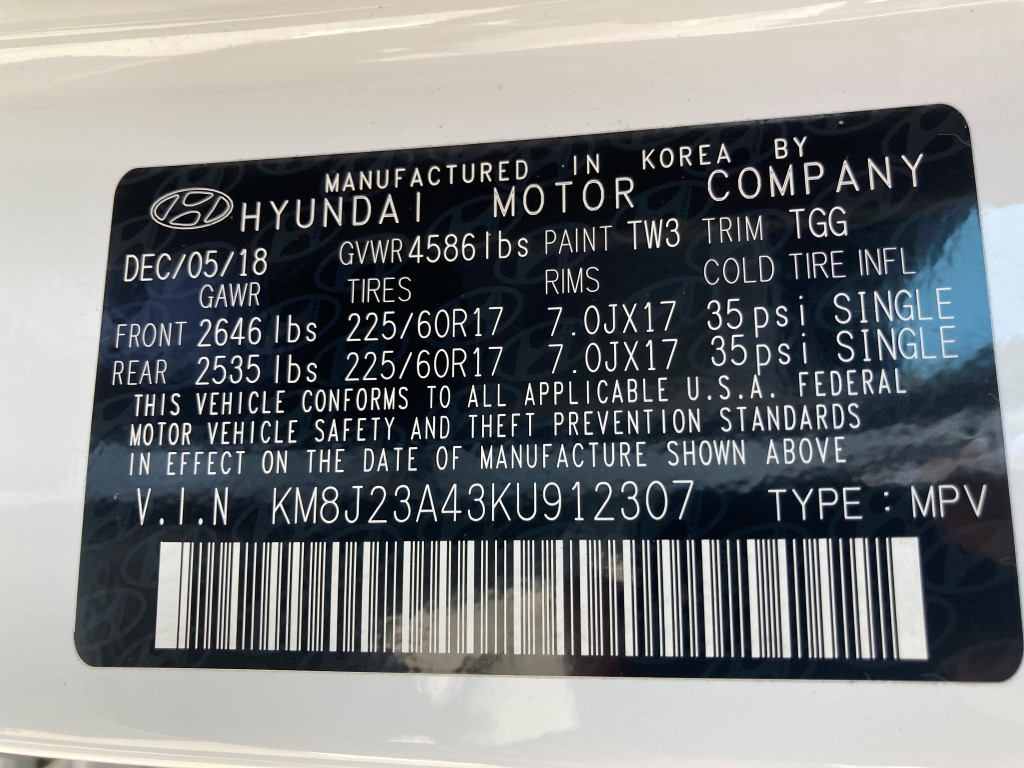 MANUFACTURED IN KOREA BY
HYUNDAI MOTOR COMPANY
DEC/05/18 GVWR 4586 lbs PAINT TW3 TRIM TGG
GAWR TIRES RIMS COLD TIRE INFL
FRONT 2646 lbs 225/60R17 7.0JX17 35psi SINGLE
REAR 2535 lbs 225/60R17 7.0JX17 35psi SINGLE
THIS VEHICLE CONFORMS TO ALL APPLICABLE U.S.A. FEDERAL
MOTOR VEHICLE SAFETY AND THEFT PREVENTION STANDARDS
IN EFFECT ON THE DATE OF MANUFACTURE SHOWN ABOVE
V.I.N KM8J23A43KU912307 TYPE : MPV